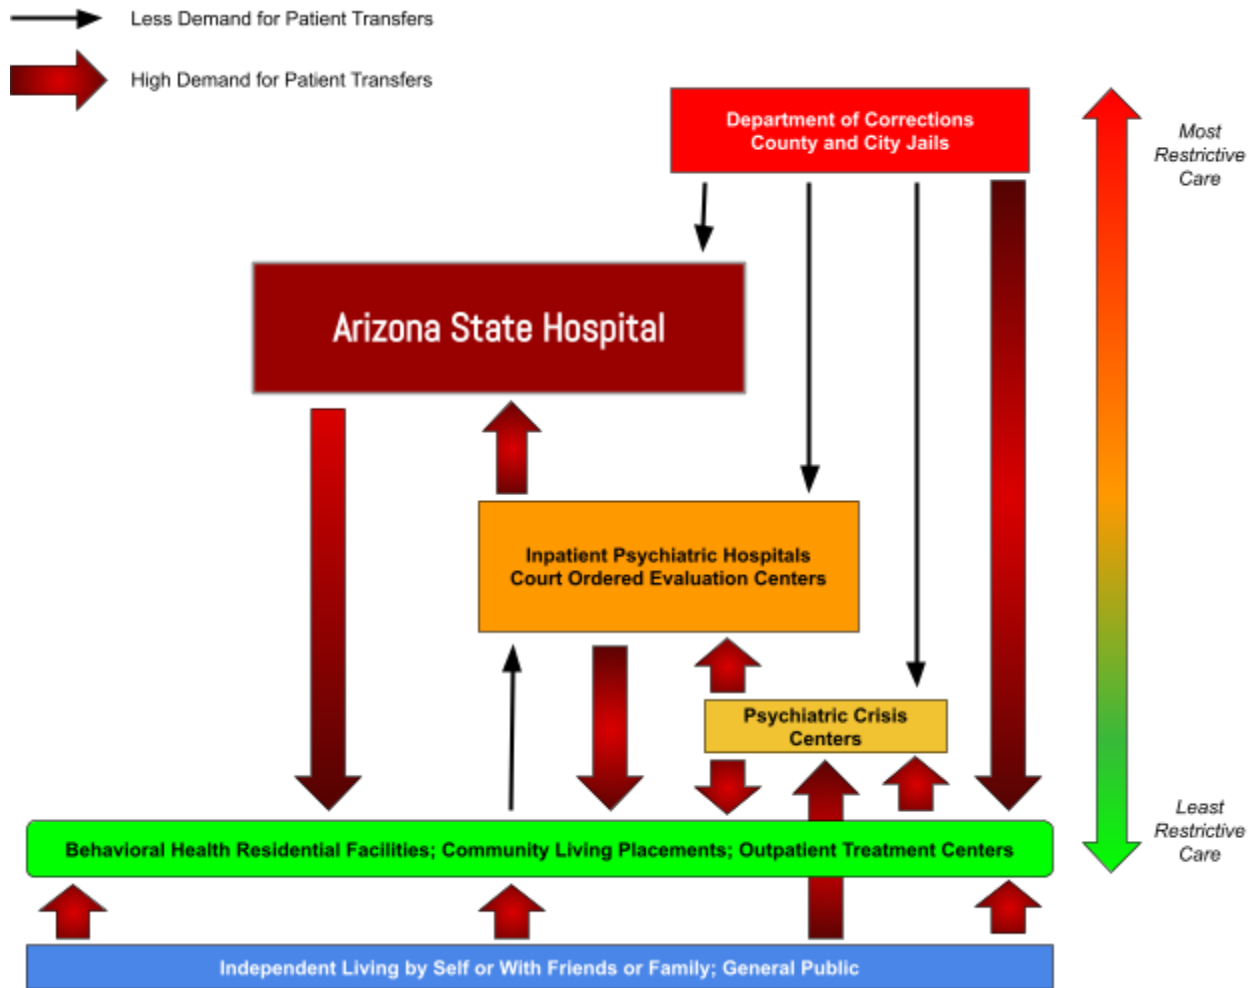 Less Demand for Patient Transfers
High Demand for Patient Transfers
Department of Corrections
County and City Jails
Most
Restrictive
Care
Arizona State Hospital
Inpatient Psychiatric Hospitals
Court Ordered Evaluation Centers
Psychiatric Crisis
Centers
Least
Restrictive
Care
Behavioral Health Residential Facilities; Community Living Placements; Outpatient Treatment Centers
Independent Living by Self or With Friends or Family; General Public